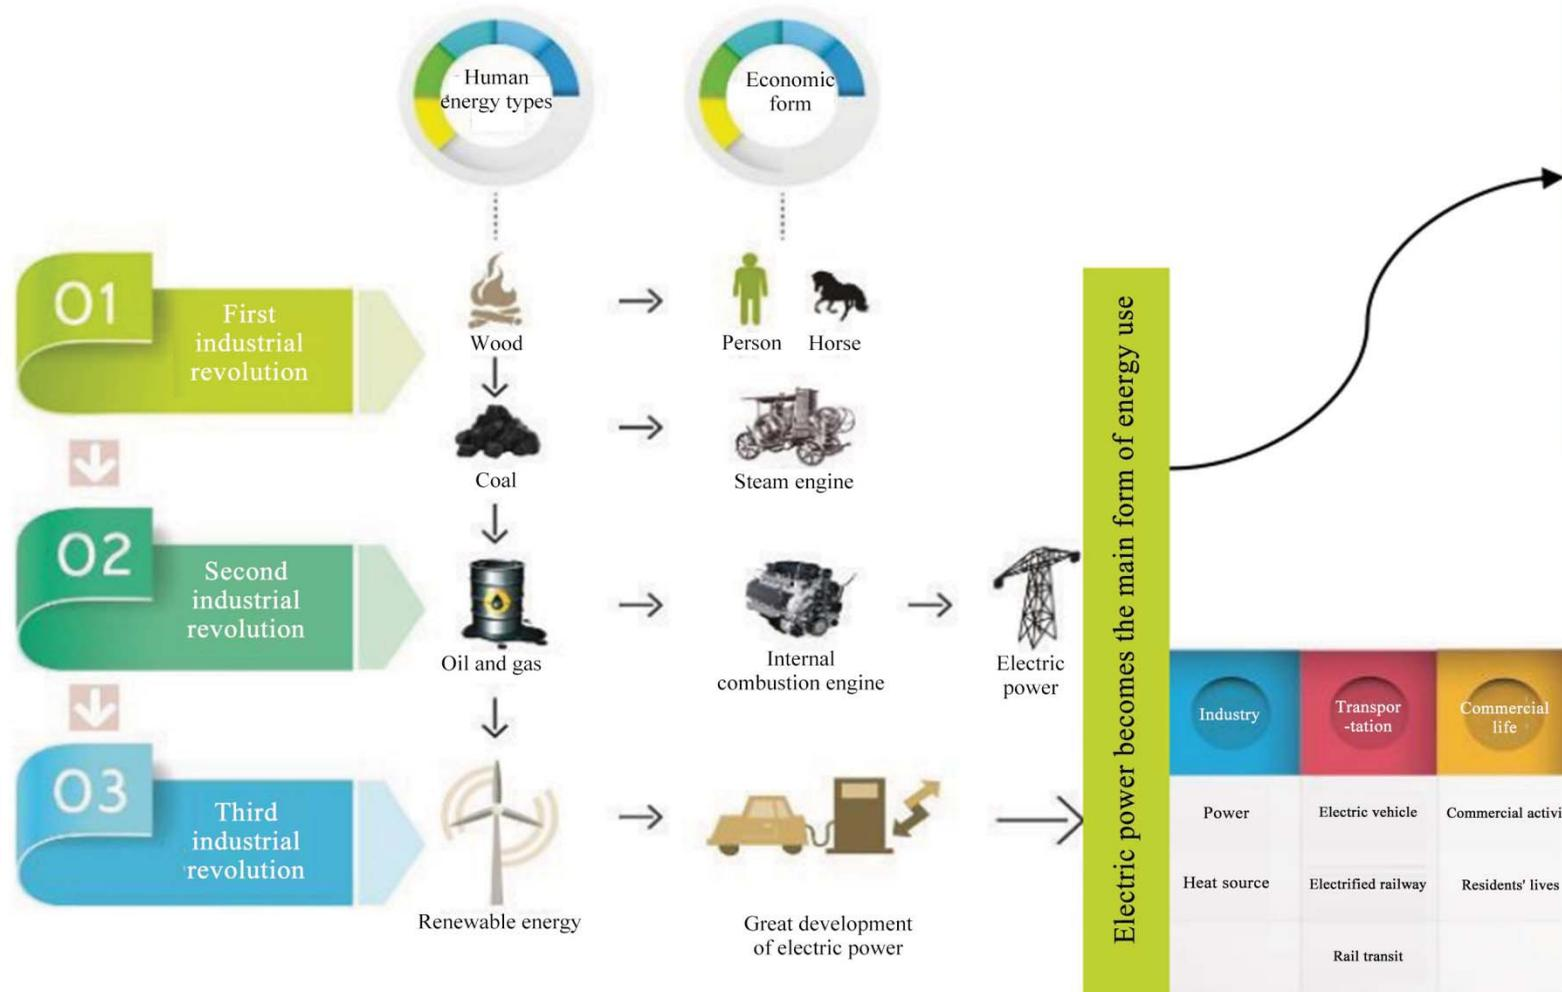 Human
energy types
Economic
form
01
First
industrial
revolution
Wood
Person
Horse
Coal
Steam engine
02
Second
industrial
revolution
Oil and gas
Internal
combustion engine
Electric
power
03
Third
industrial
revolution
Renewable energy
Great development
of electric power
Electric power becomes the main form of energy use
Industry
Transpor
-tation
Commercial
life
Power
Electric vehicle
Commercial activi
Heat source
Electrified railway
Residents' lives
Rail transit